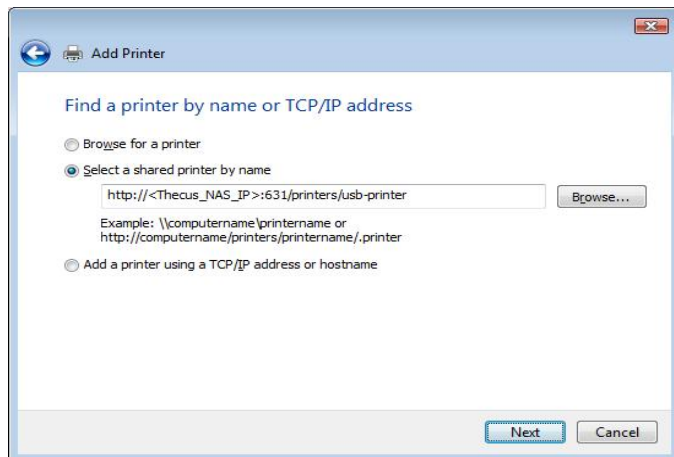 Add Printer
Find a printer by name or TCP/IP address
Browse for a printer
Select a shared printer by name
http://<Thecus_NAS_IP>:631/printers/usb-printer
Browse...
Example: \\computername\printername or
http://computername/printers/printername/.printer
Add a printer using a TCP/IP address or hostname
Next
Cancel